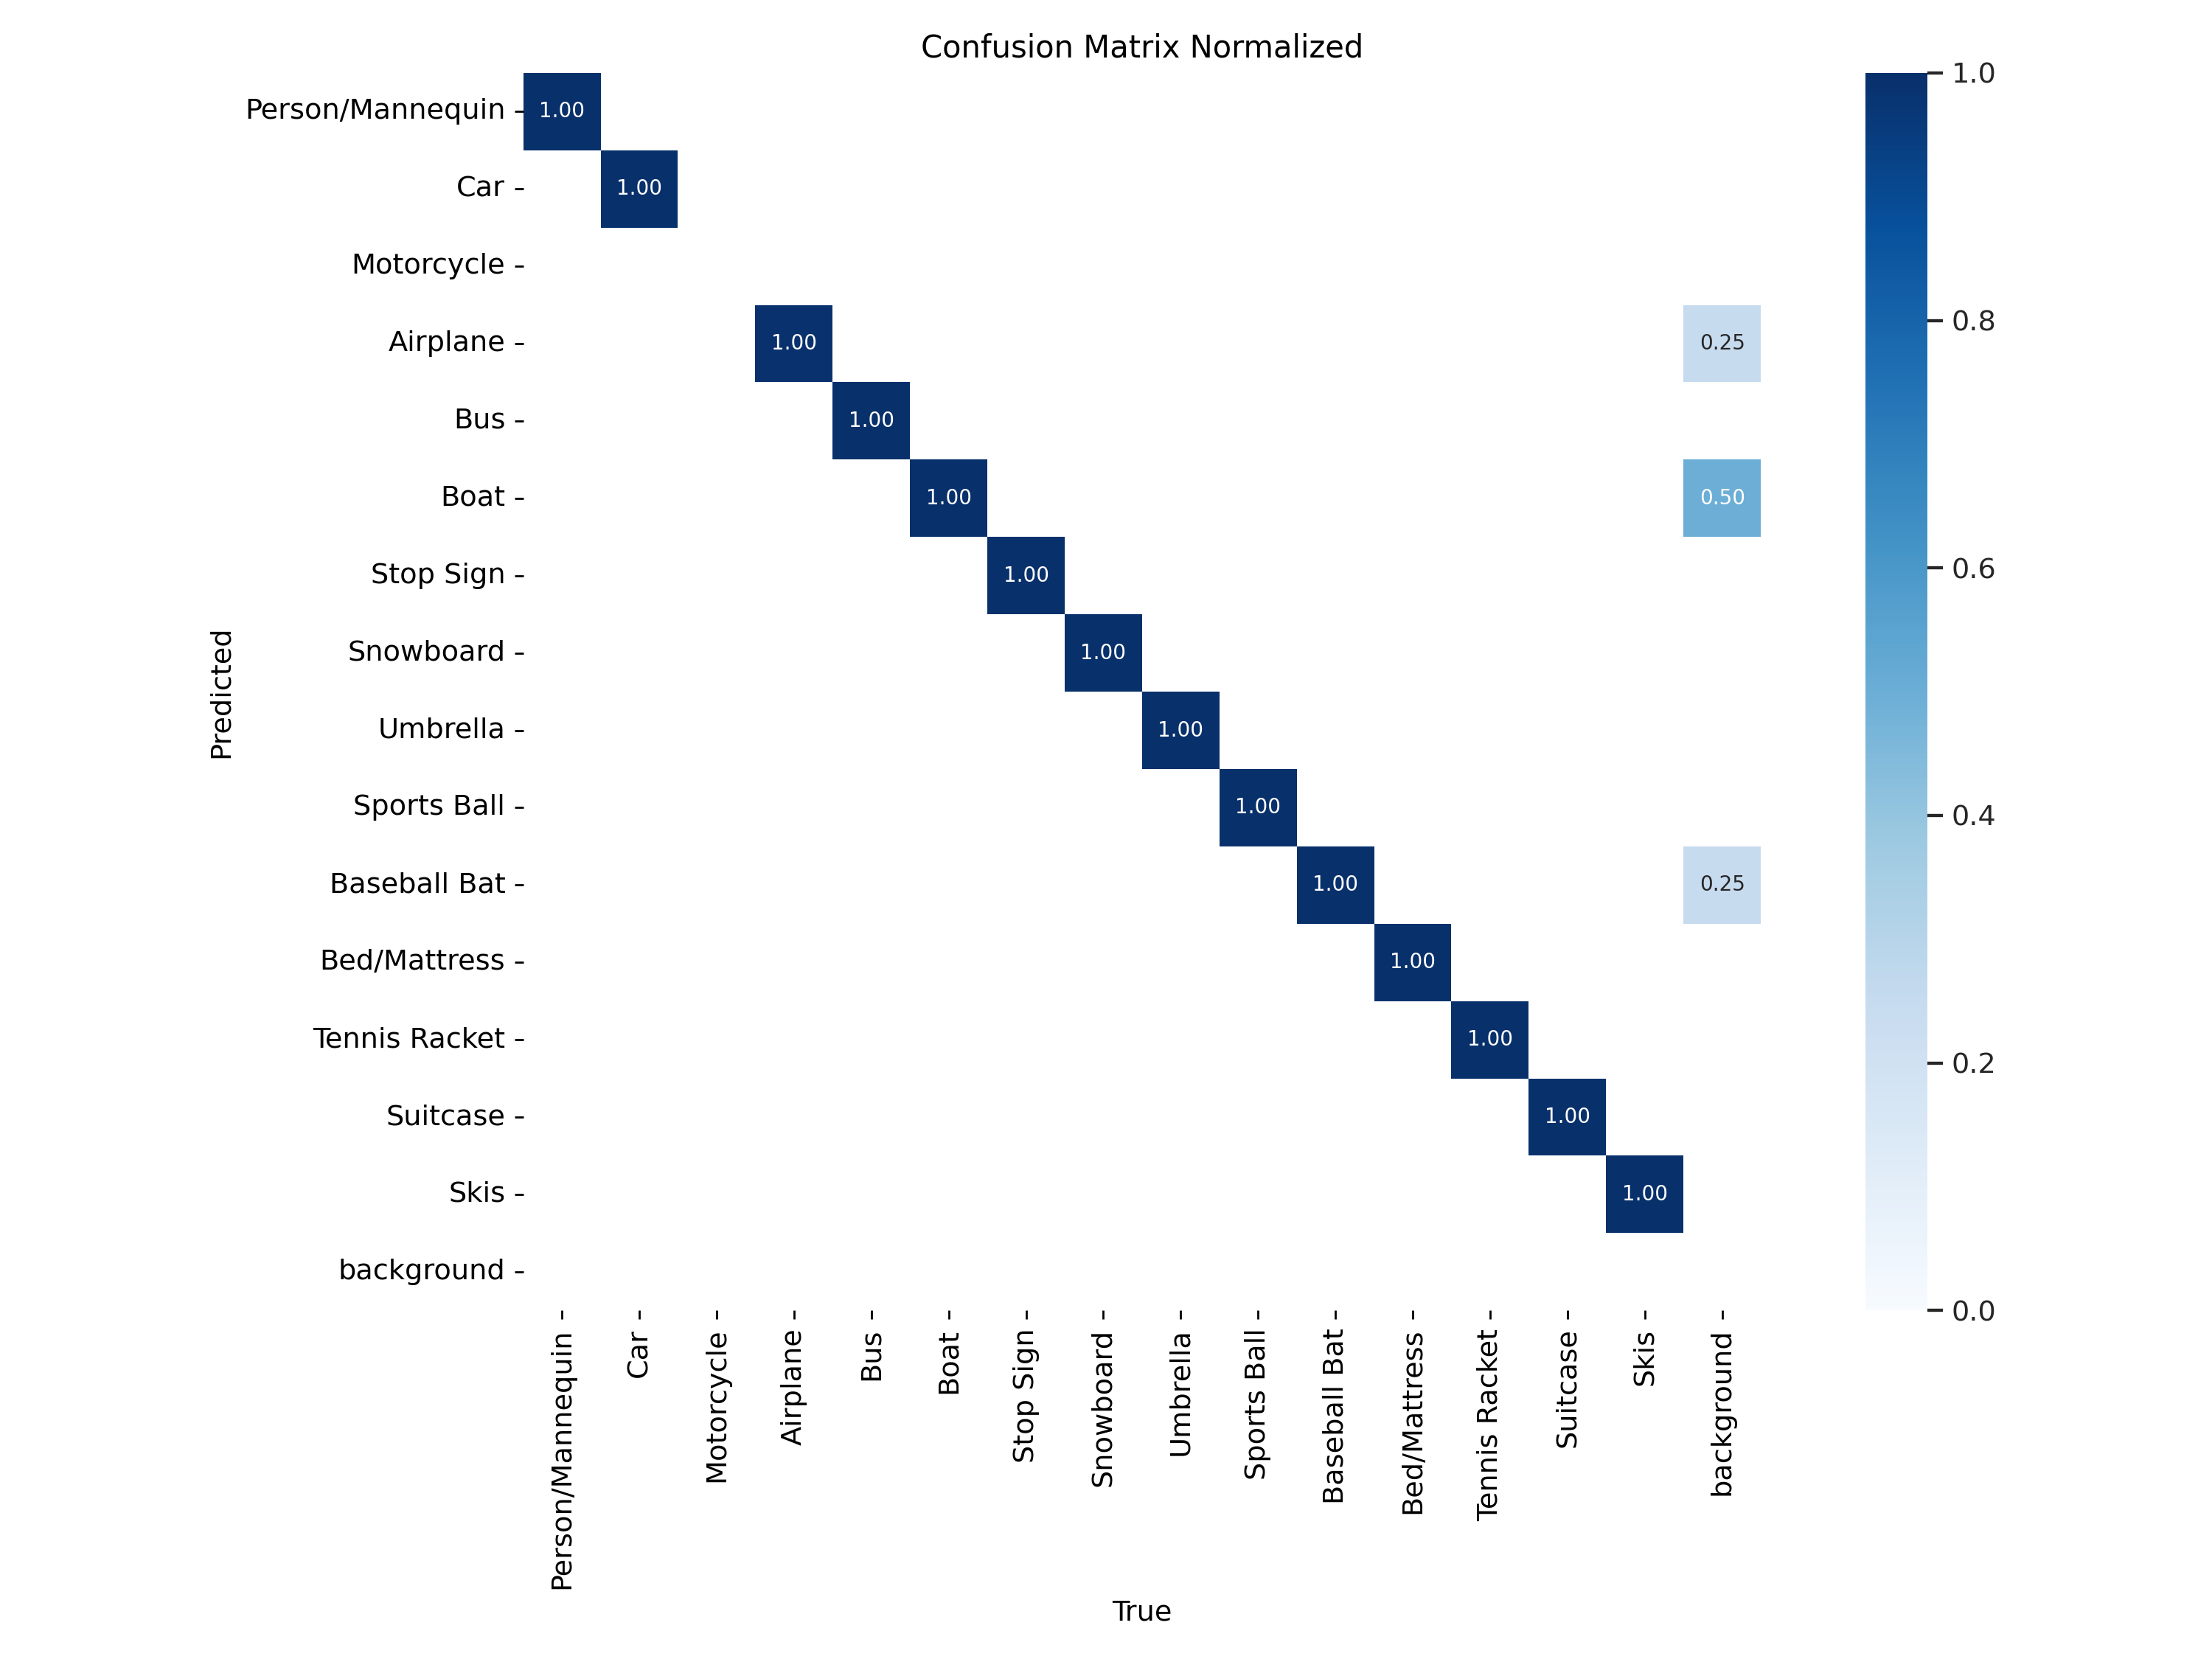 Confusion Matrix Normalized
Person/Mannequin
1.00
Car
1.00
Motorcycle
Airplane
1.00
0.25
Bus
1.00
Boat
1.00
0.50
Stop Sign
1.00
Snowboard
1.00
Umbrella
1.00
Sports Ball
1.00
Baseball Bat
1.00
0.25
Bed/Mattress
1.00
Tennis Racket
1.00
Suitcase
1.00
Skis
1.00
background
Predicted
Person/Mannequin
Car
Motorcycle
Airplane
Bus
Boat
Stop Sign
Snowboard
Umbrella
Sports Ball
Baseball Bat
Bed/Mattress
Tennis Racket
Suitcase
Skis
background
True
1.0
0.8
0.6
0.4
0.2
0.0